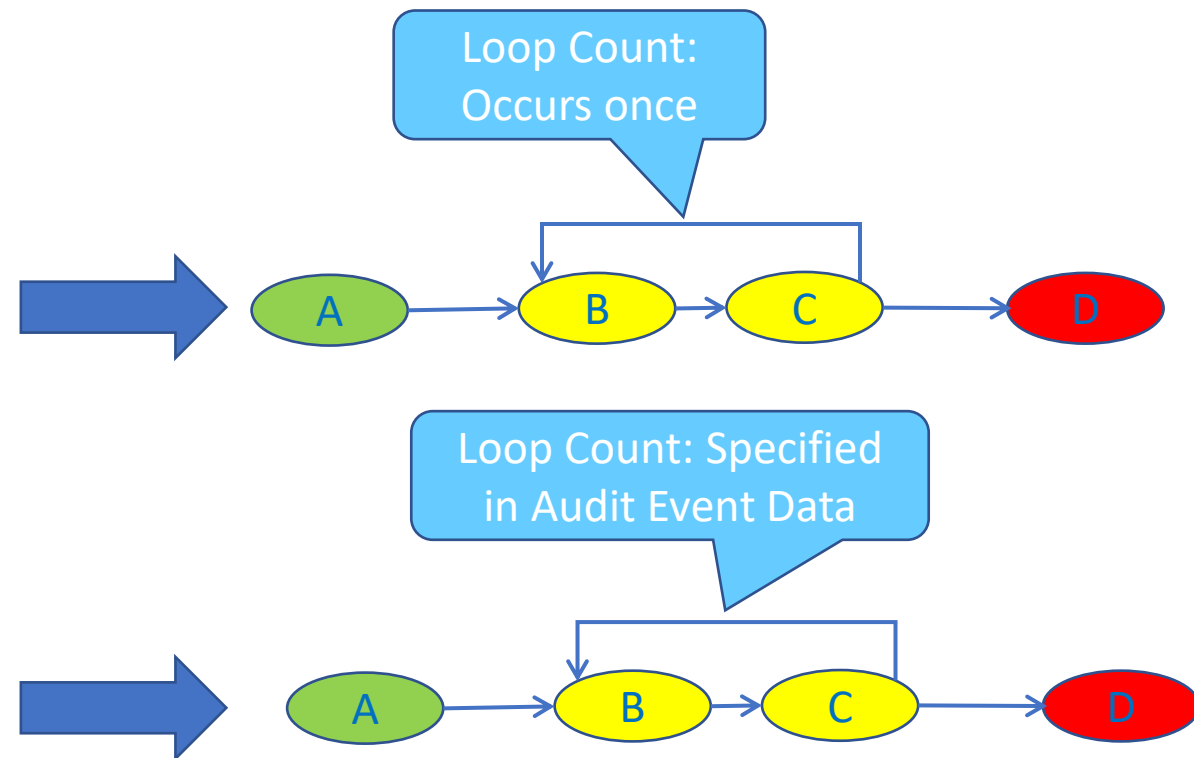 Loop Count:
Occurs once
A B C D
Loop Count: Specified
in Audit Event Data
A B C D